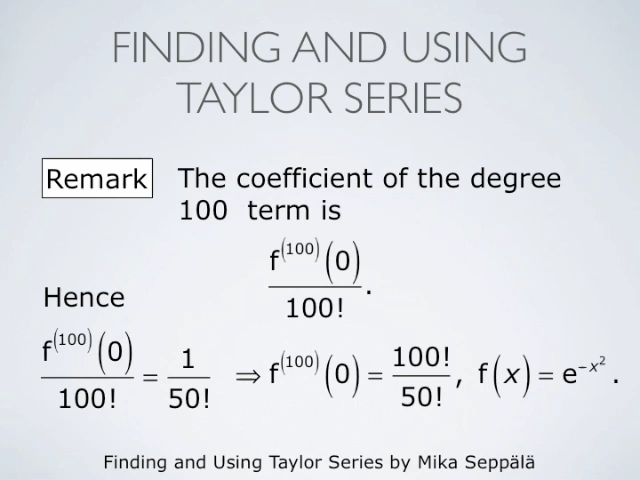 FINDING AND USING
TAYLOR SERIES
Remark The coefficient of the degree
100 term is
f^(100)(0)/100!.
Hence
f^(100)(0)/100! = 1/50! ⇒ f^(100)(0) = 100!/50!, f(x) = e^(-x^2).
Finding and Using Taylor Series by Mika Seppälä